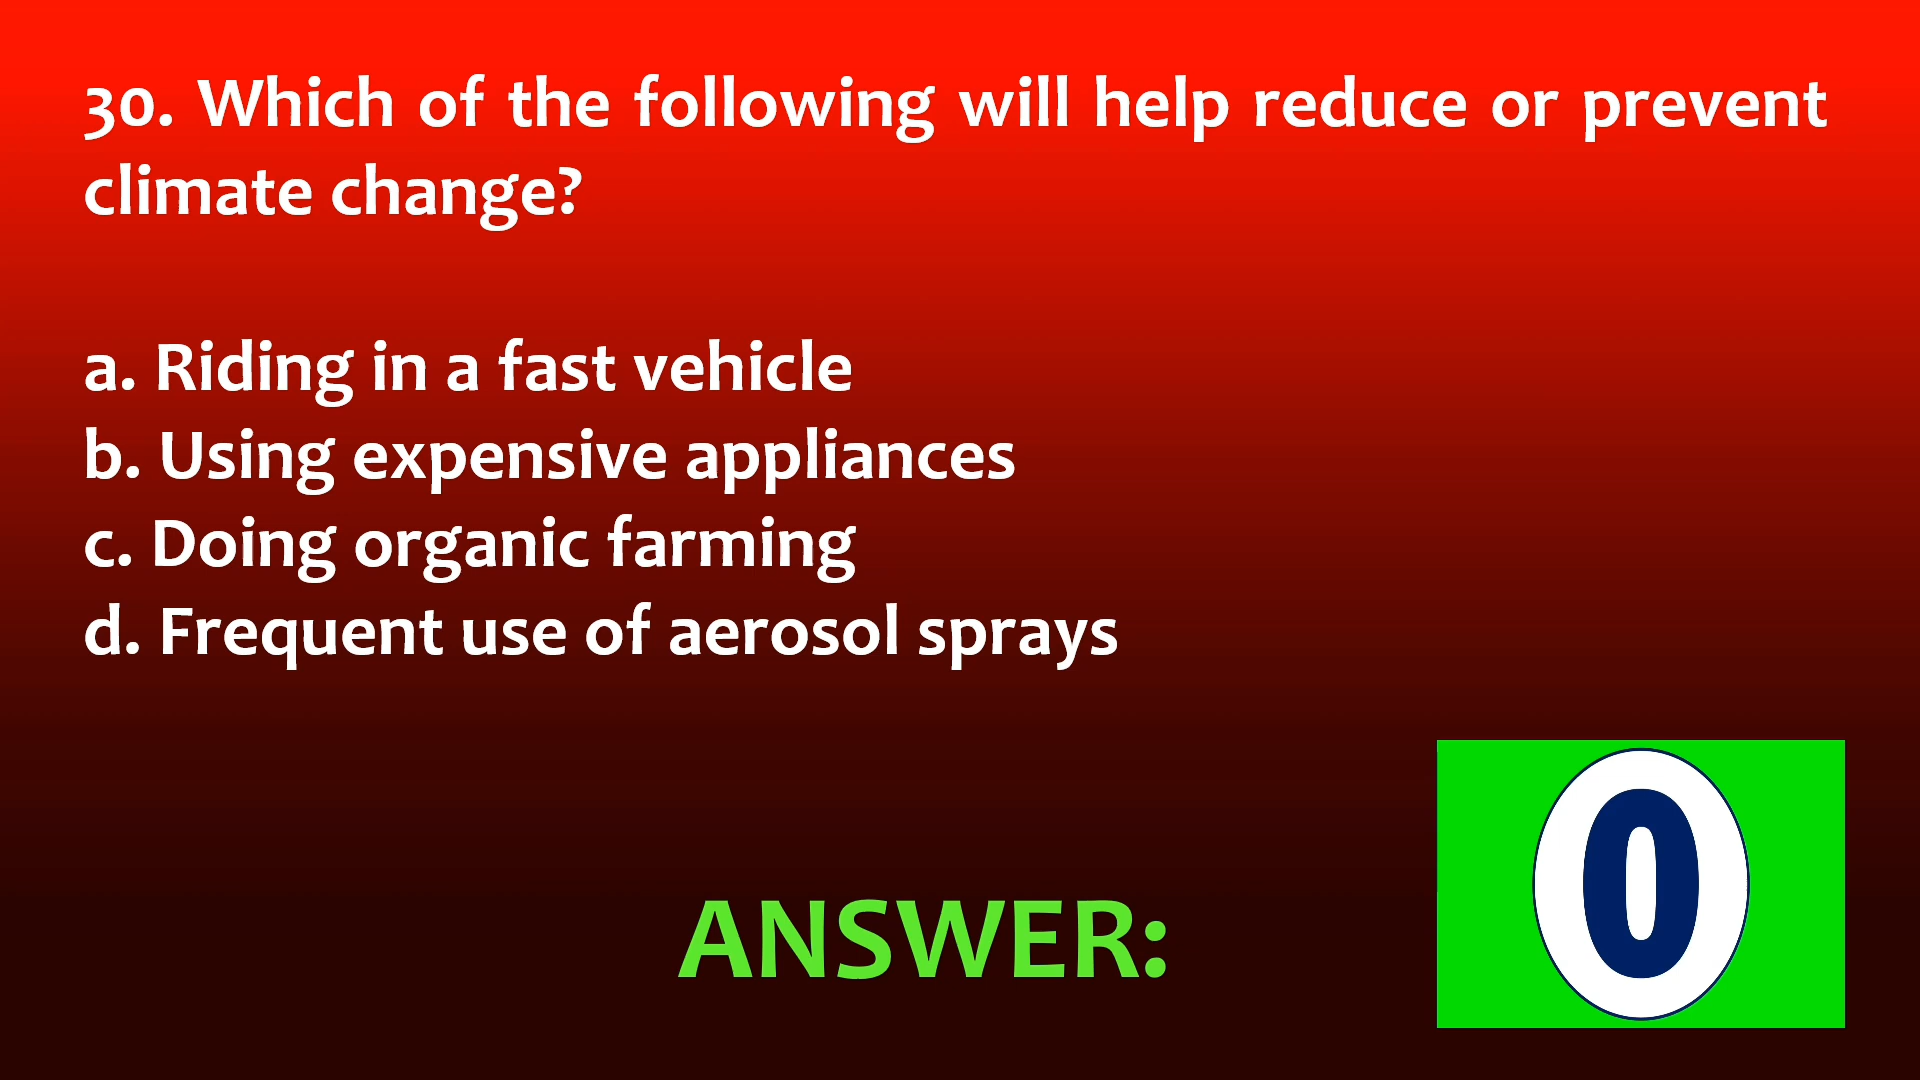 30. Which of the following will help reduce or prevent
climate change?
a. Riding in a fast vehicle
b. Using expensive appliances
c. Doing organic farming
d. Frequent use of aerosol sprays
ANSWER:
0